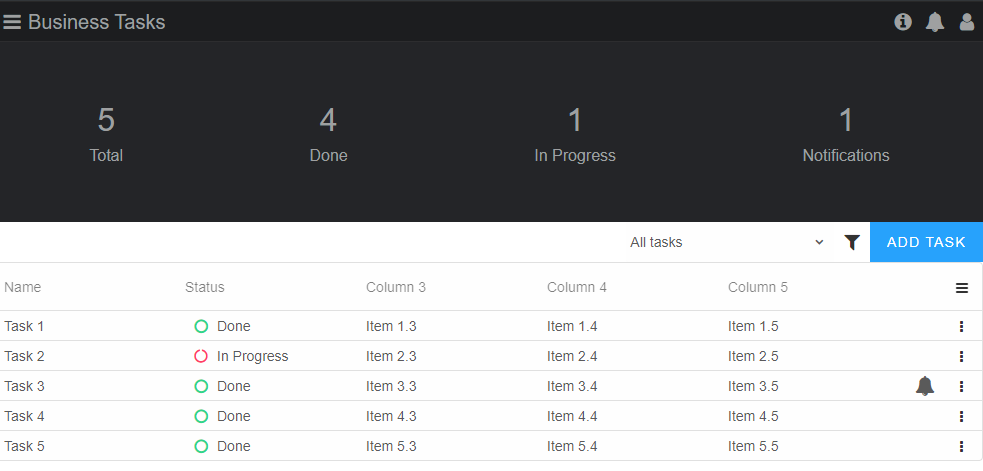 Business Tasks
5 4 1 1
Total Done In Progress Notifications
All tasks ADD TASK
Name Status Column 3 Column 4 Column 5
Task 1 Done Item 1.3 Item 1.4 Item 1.5
Task 2 In Progress Item 2.3 Item 2.4 Item 2.5
Task 3 Done Item 3.3 Item 3.4 Item 3.5
Task 4 Done Item 4.3 Item 4.4 Item 4.5
Task 5 Done Item 5.3 Item 5.4 Item 5.5